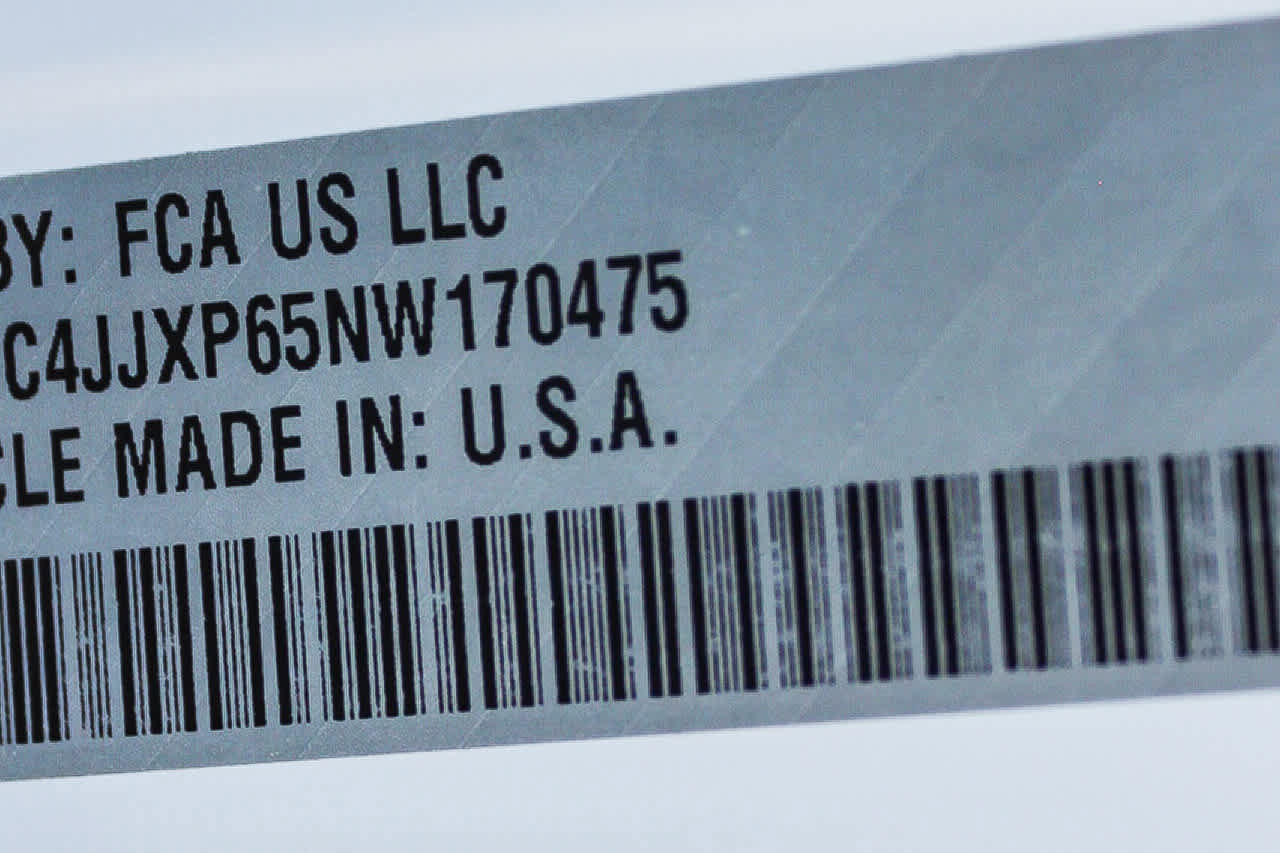 BY: FCA US LLC
C4JJXP65NW170475
CLE MADE IN: U.S.A.